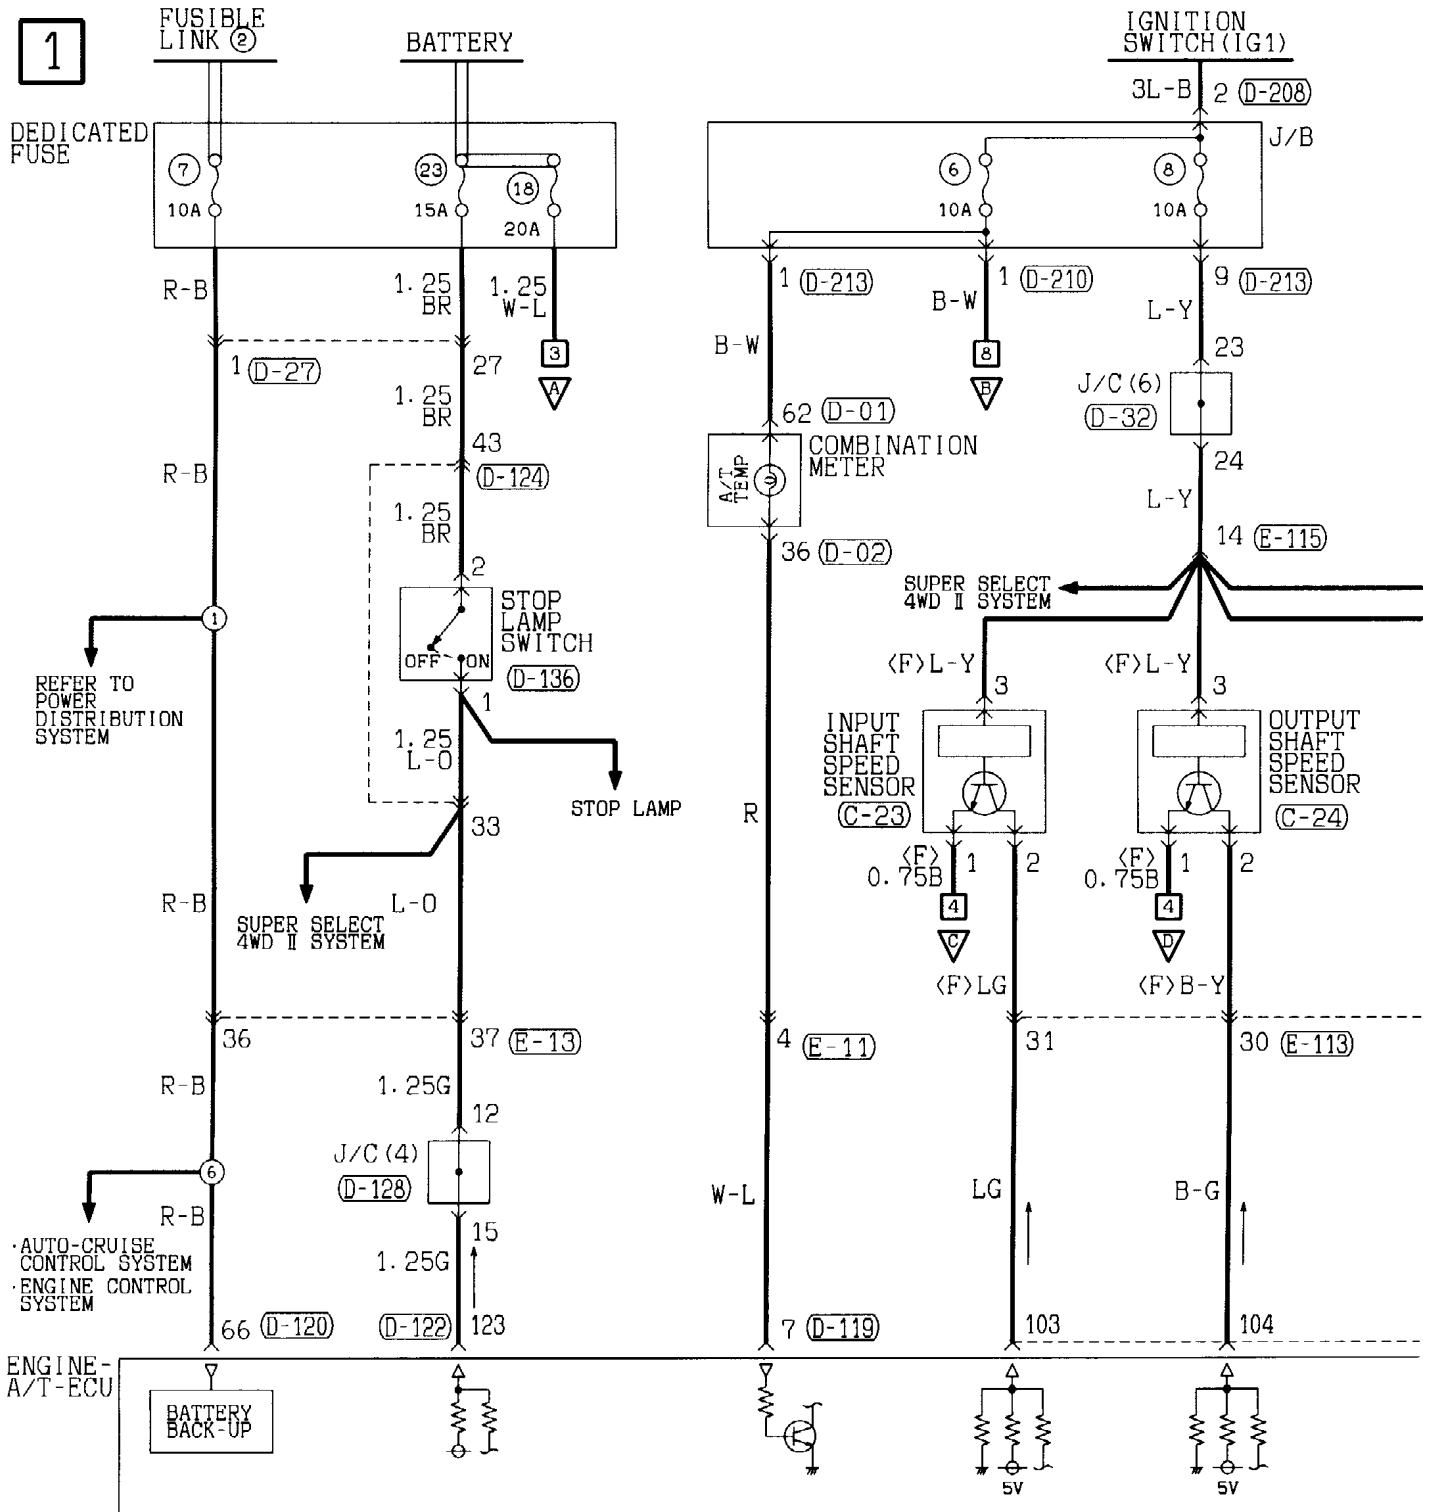 1
FUSIBLE
LINK ②
BATTERY
IGNITION
SWITCH(IG1)
3L-B
2 (D-208)
DEDICATED
FUSE
J/B
7
10A
23
15A
18
20A
6
10A
8
10A
R-B
1.25
BR
1.25
W-L
1 (D-213)
B-W
1 (D-210)
9 (D-213)
L-Y
1 (D-27)
27
3
A
B-W
8
B
23
J/C(6)
(D-32)
1.25
BR
43
(D-124)
62 (D-01)
COMBINATION
METER
A/T
TEMP
24
R-B
L-Y
1.25
BR
36 (D-02)
14 (E-115)
2
STOP
LAMP
SWITCH
OFF
ON
(D-136)
SUPER SELECT
4WD II SYSTEM
1
REFER TO
POWER
DISTRIBUTION
SYSTEM
1
<F>L-Y
3
<F>L-Y
3
1.25
L-O
STOP LAMP
INPUT
SHAFT
SPEED
SENSOR
(C-23)
OUTPUT
SHAFT
SPEED
SENSOR
(C-24)
33
R
<F>
0.75B
1
2
<F>
0.75B
1
2
R-B
L-O
SUPER SELECT
4WD II SYSTEM
4
C
4
D
<F>LG
<F>B-Y
36
37 (E-13)
4 (E-11)
31
30 (E-113)
R-B
1.25G
12
J/C(4)
(D-128)
6
R-B
15
W-L
LG
B-G
·AUTO-CRUISE
CONTROL SYSTEM
·ENGINE CONTROL
SYSTEM
1.25G
66 (D-120)
(D-122) 123
7 (D-119)
103
104
ENGINE-
A/T-ECU
BATTERY
BACK-UP
5V
5V